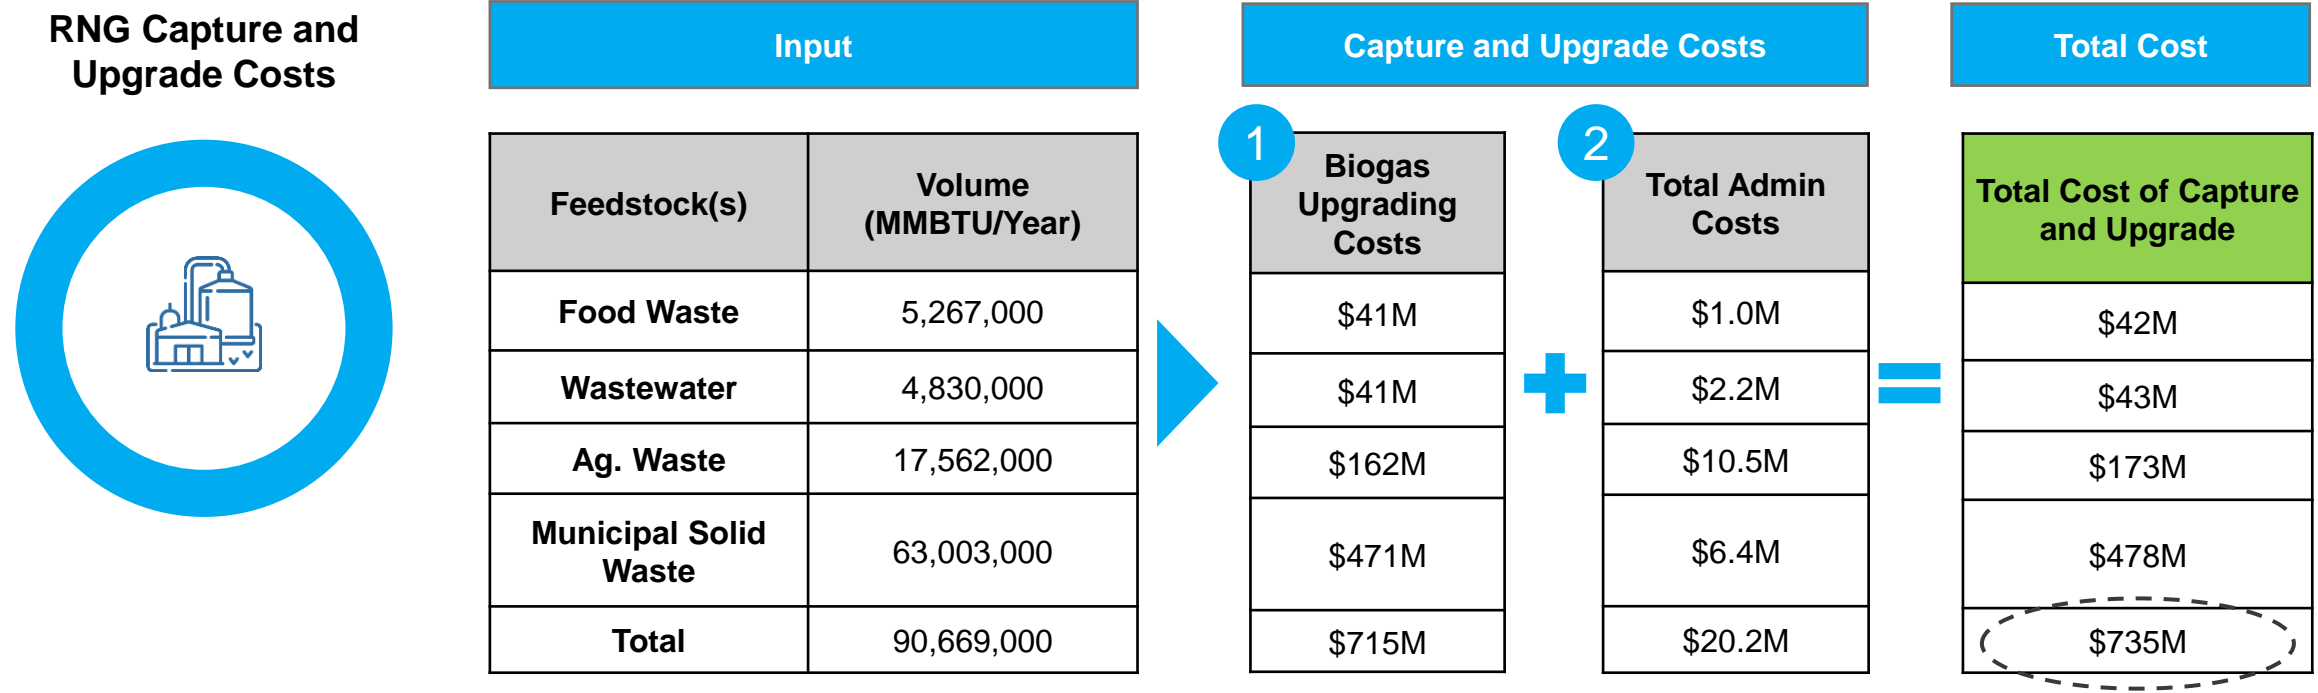 RNG Capture and
Upgrade Costs
Input
Capture and Upgrade Costs
Total Cost
Feedstock(s)
Volume
(MMBTU/Year)
1
Biogas
Upgrading
Costs
2
Total Admin
Costs
Total Cost of Capture
and Upgrade
Food Waste
5,267,000
$41M
$1.0M
$42M
Wastewater
4,830,000
$41M
$2.2M
$43M
Ag. Waste
17,562,000
$162M
$10.5M
$173M
Municipal Solid
Waste
63,003,000
$471M
$6.4M
$478M
Total
90,669,000
$715M
$20.2M
$735M